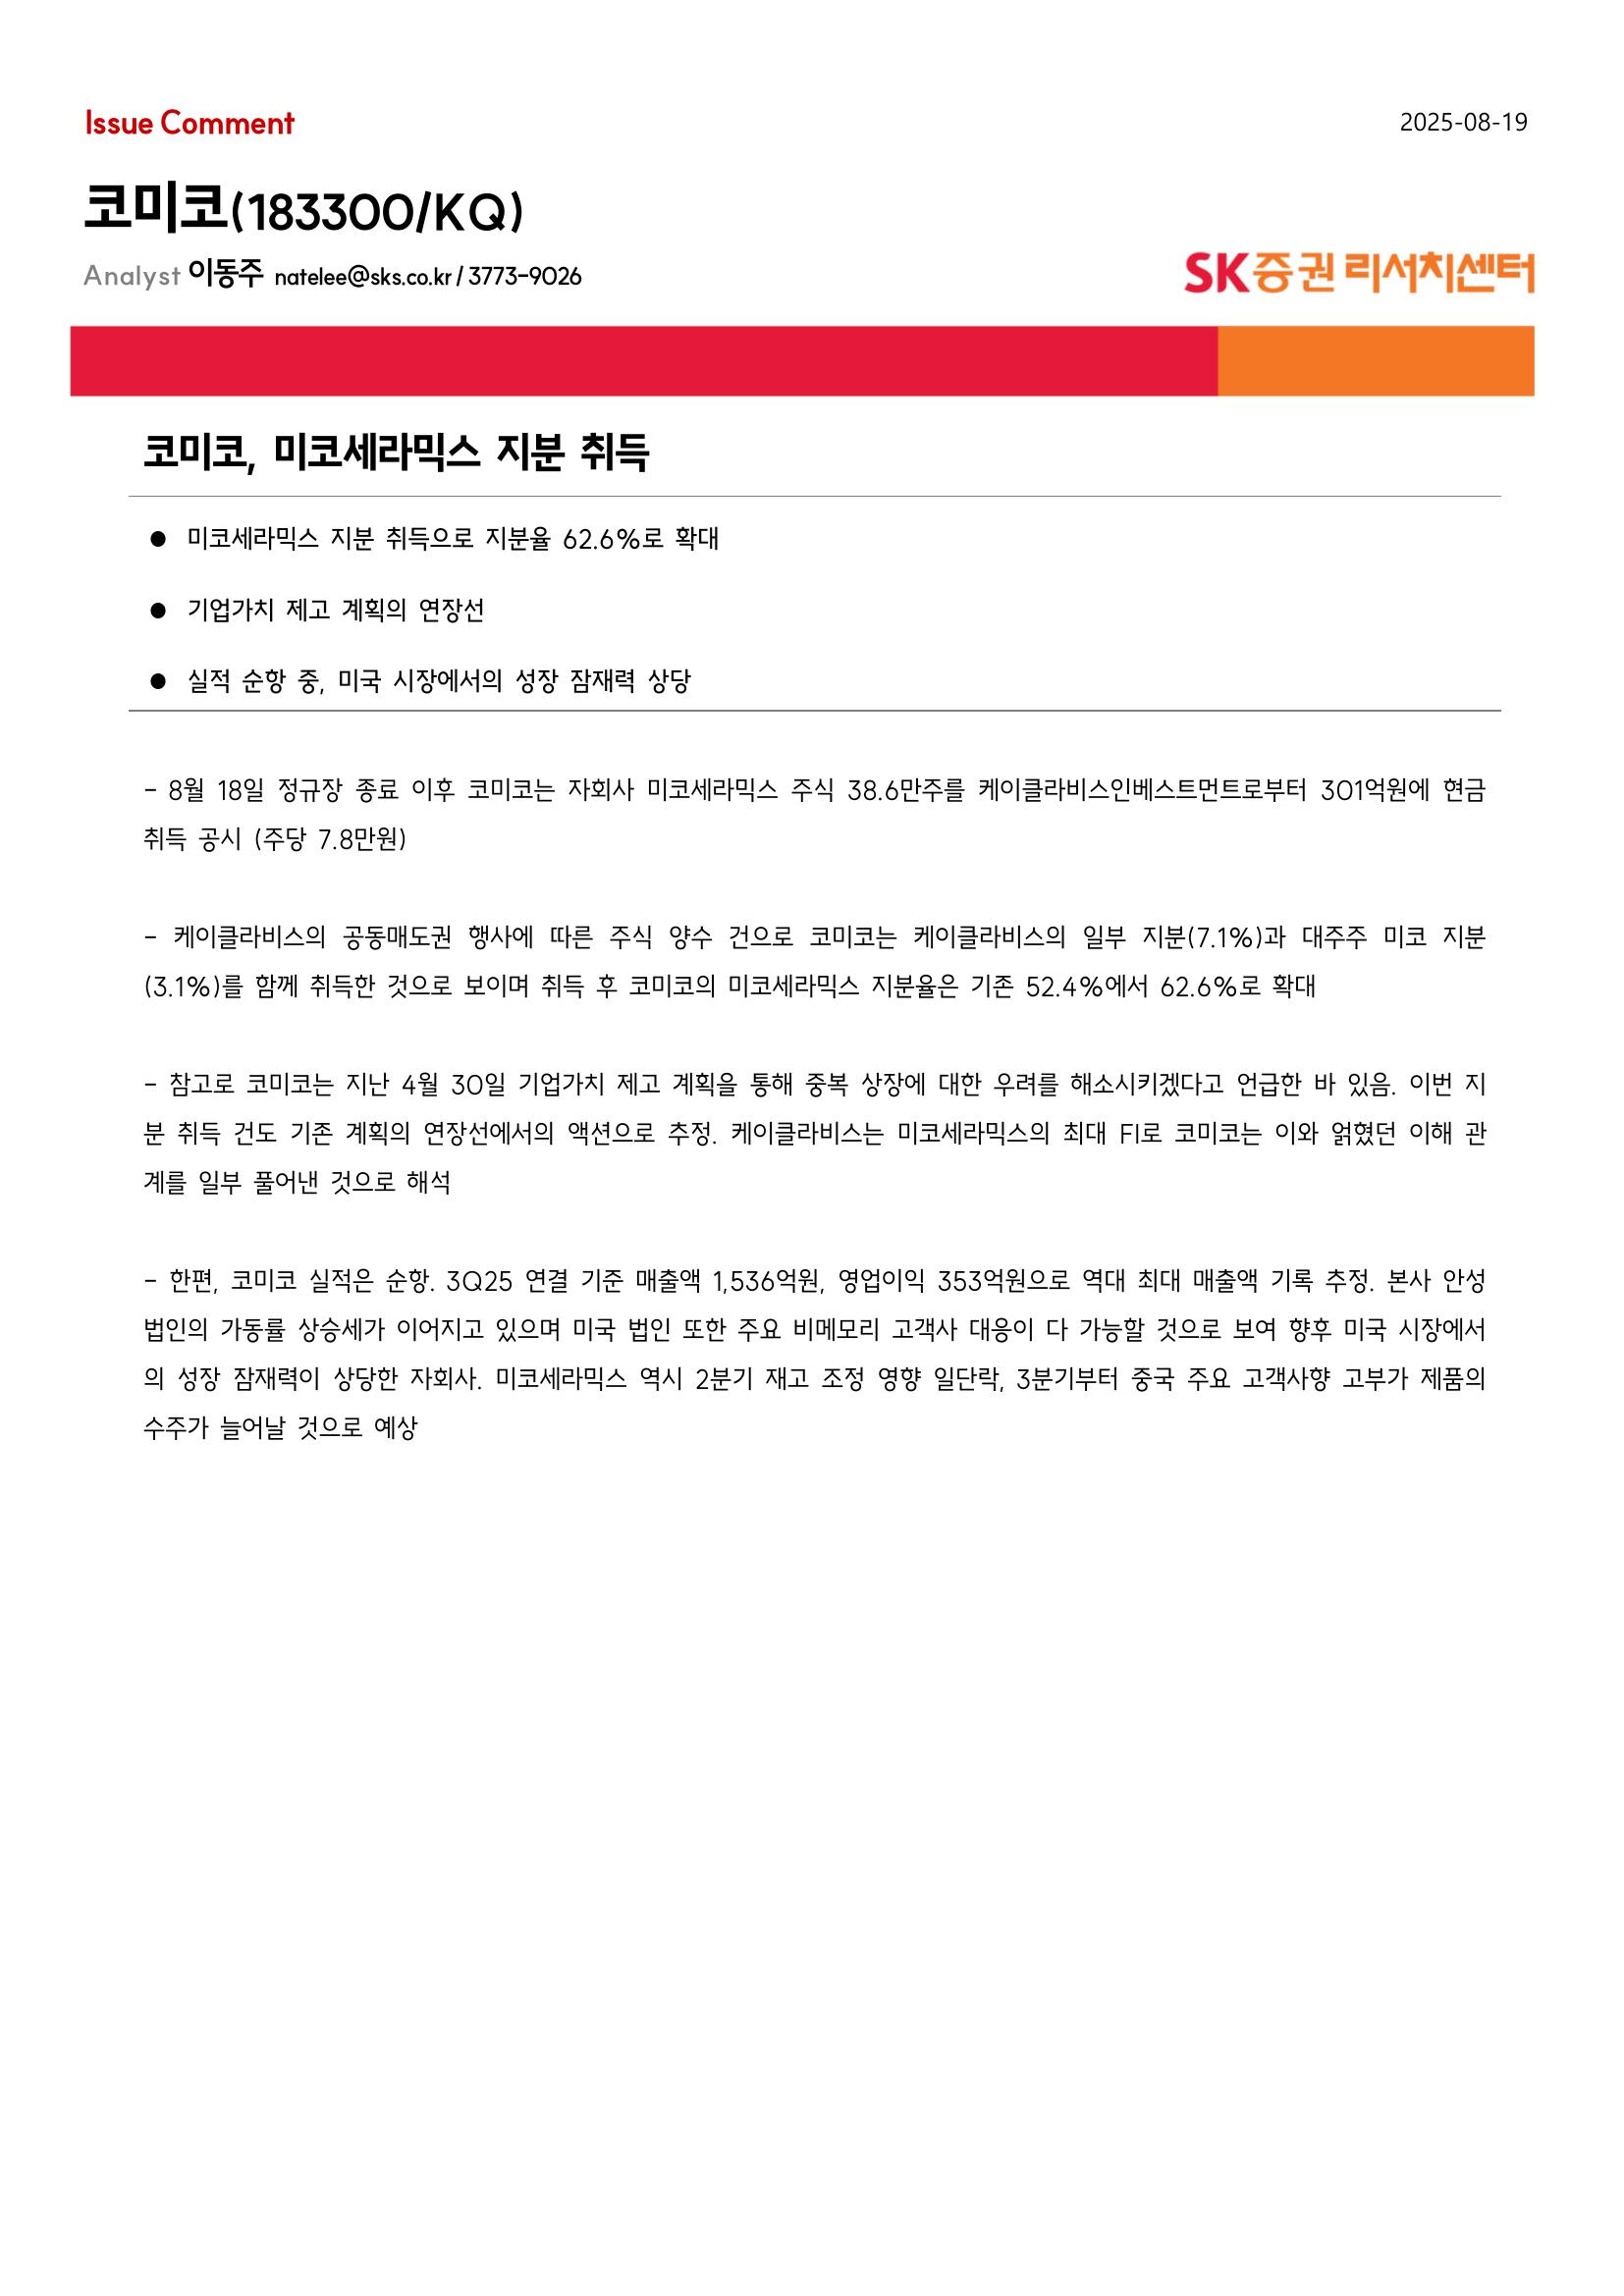 Issue Comment
2025-08-19
코미코(183300/KQ)
Analyst 이동주 natelee@sks.co.kr / 3773-9026
SK증권 리서치센터
코미코, 미코세라믹스 지분 취득
● 미코세라믹스 지분 취득으로 지분율 62.6%로 확대
● 기업가치 제고 계획의 연장선
● 실적 순항 중, 미국 시장에서의 성장 잠재력 상당
- 8월 18일 정규장 종료 이후 코미코는 자회사 미코세라믹스 주식 38.6만주를 케이클라비스인베스트먼트로부터 301억원에 현금
취득 공시 (주당 7.8만원)
- 케이클라비스의 공동매도권 행사에 따른 주식 양수 건으로 코미코는 케이클라비스의 일부 지분(7.1%)과 대주주 미코 지분
(3.1%)를 함께 취득한 것으로 보이며 취득 후 코미코의 미코세라믹스 지분율은 기존 52.4%에서 62.6%로 확대
- 참고로 코미코는 지난 4월 30일 기업가치 제고 계획을 통해 중복 상장에 대한 우려를 해소시키겠다고 언급한 바 있음. 이번 지
분 취득 건도 기존 계획의 연장선에서의 액션으로 추정. 케이클라비스는 미코세라믹스의 최대 FI로 코미코는 이와 얽혔던 이해 관
계를 일부 풀어낸 것으로 해석
- 한편, 코미코 실적은 순항. 3Q25 연결 기준 매출액 1,536억원, 영업이익 353억원으로 역대 최대 매출액 기록 추정. 본사 안성
법인의 가동률 상승세가 이어지고 있으며 미국 법인 또한 주요 비메모리 고객사 대응이 다 가능할 것으로 보여 향후 미국 시장에서
의 성장 잠재력이 상당한 자회사. 미코세라믹스 역시 2분기 재고 조정 영향 일단락, 3분기부터 중국 주요 고객사향 고부가 제품의
수주가 늘어날 것으로 예상